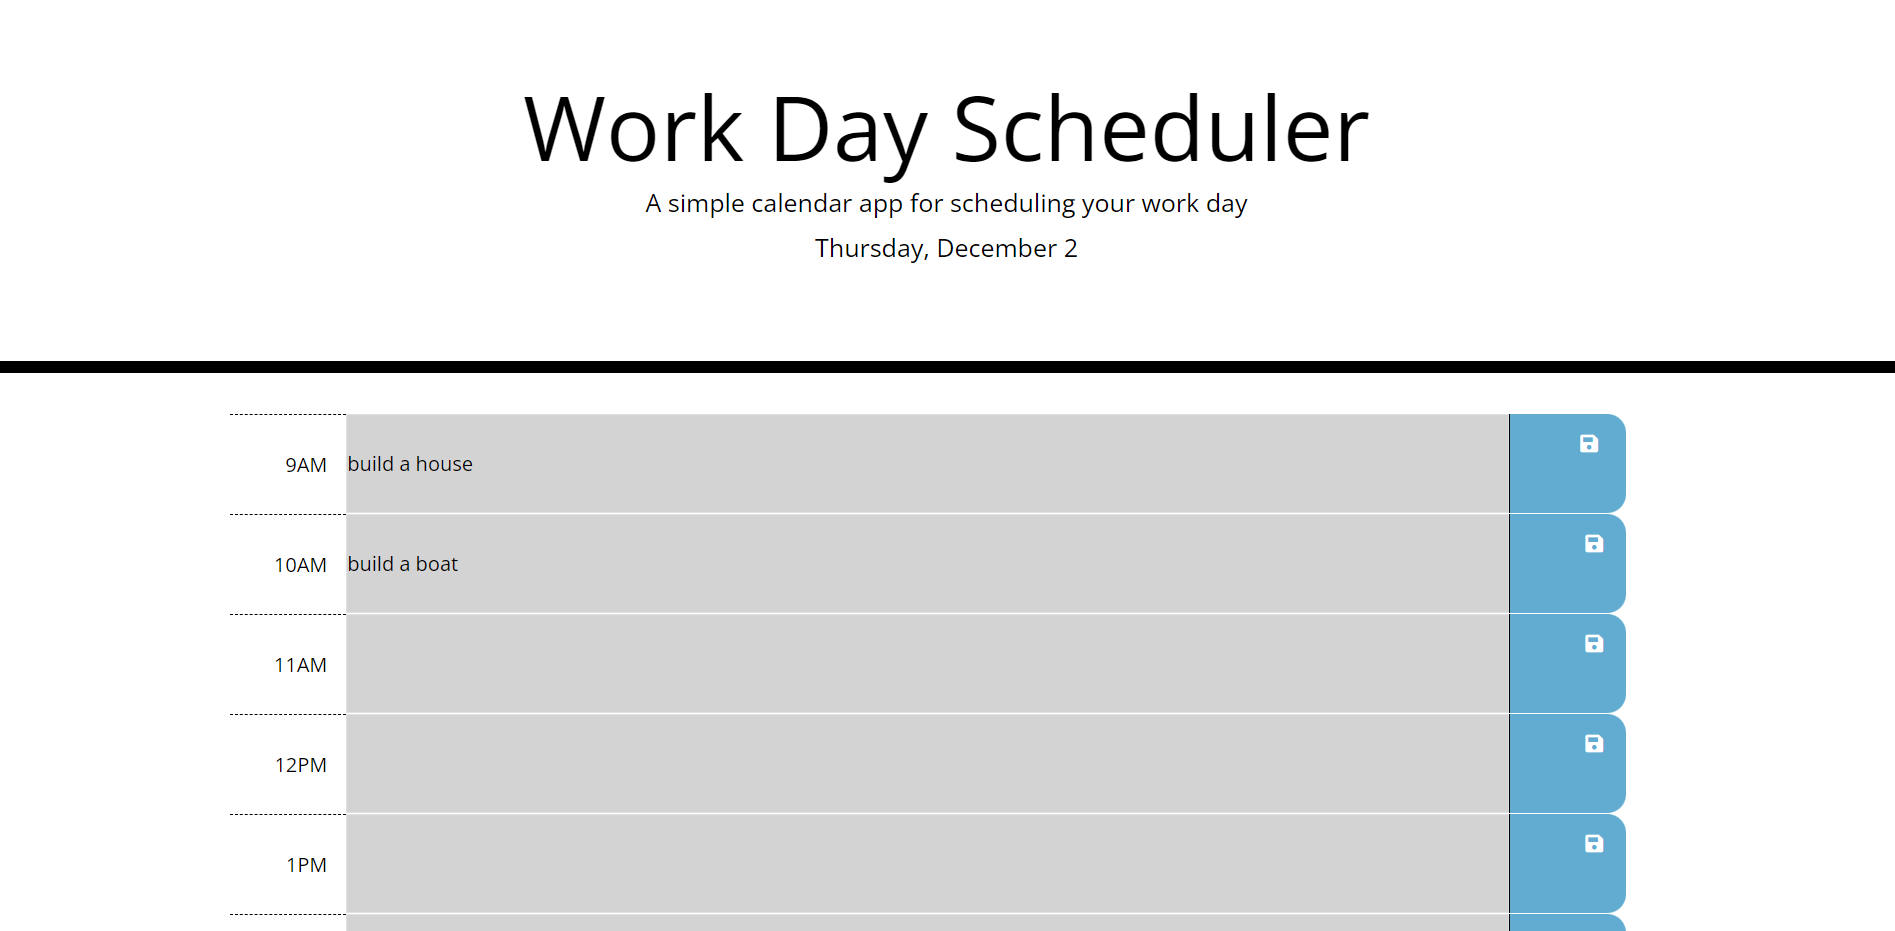 Work Day Scheduler
A simple calendar app for scheduling your work day
Thursday, December 2
9AM build a house
10AM build a boat
11AM
12PM
1PM